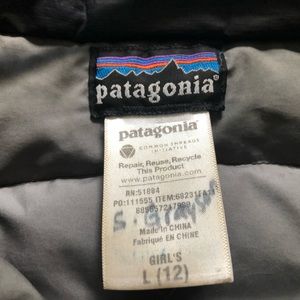 patagonia®
patagonia®
COMMON THREADS
INITIATIVE
Repair, Reuse, Recycle
This Product
www.patagonia.com
RN:51884
Made in CHINA
Fabriqué EN CHINE
GIRL'S
L (12)